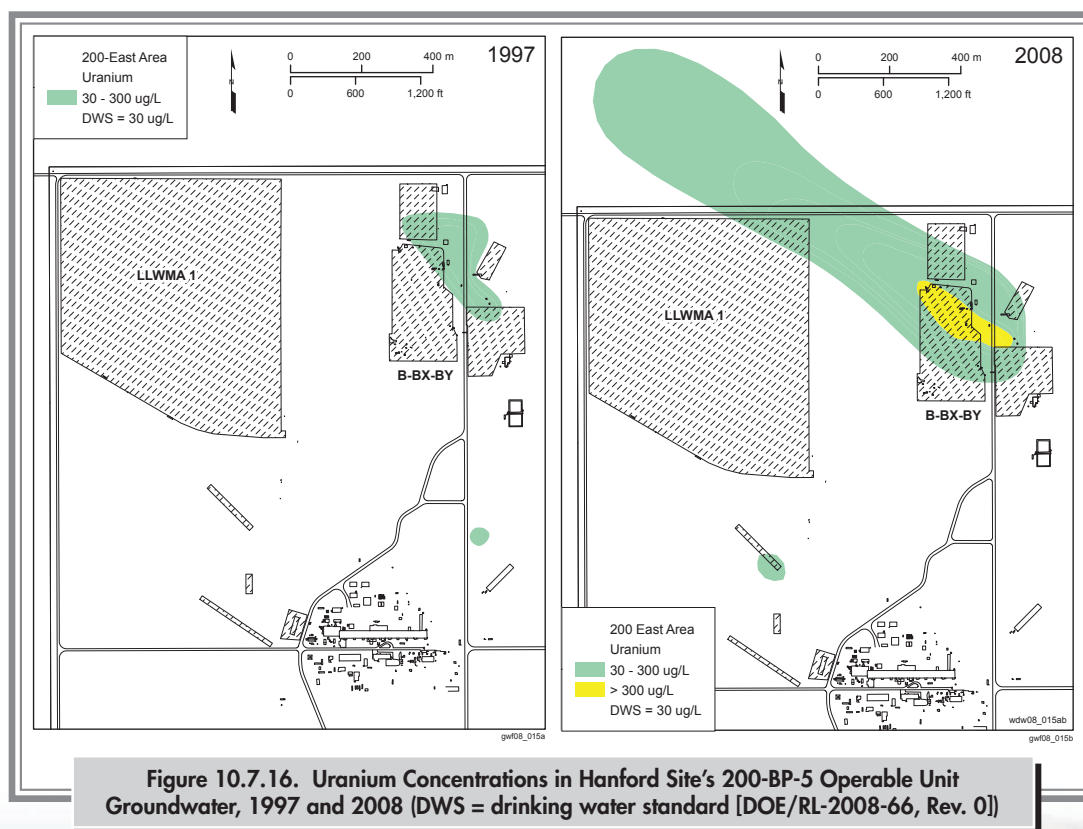 200-East Area
Uranium
30 - 300 ug/L
DWS = 30 ug/L
N
0 200 400 m
0 600 1,200 ft
1997
LLWMA 1
B-BX-BY
gwf08_015a
N
0 200 400 m
0 600 1,200 ft
2008
LLWMA 1
B-BX-BY
200 East Area
Uranium
30 - 300 ug/L
> 300 ug/L
DWS = 30 ug/L
wdw08_015ab
gwf08_015b
Figure 10.7.16. Uranium Concentrations in Hanford Site's 200-BP-5 Operable Unit
Groundwater, 1997 and 2008 (DWS = drinking water standard [DOE/RL-2008-66, Rev. 0])